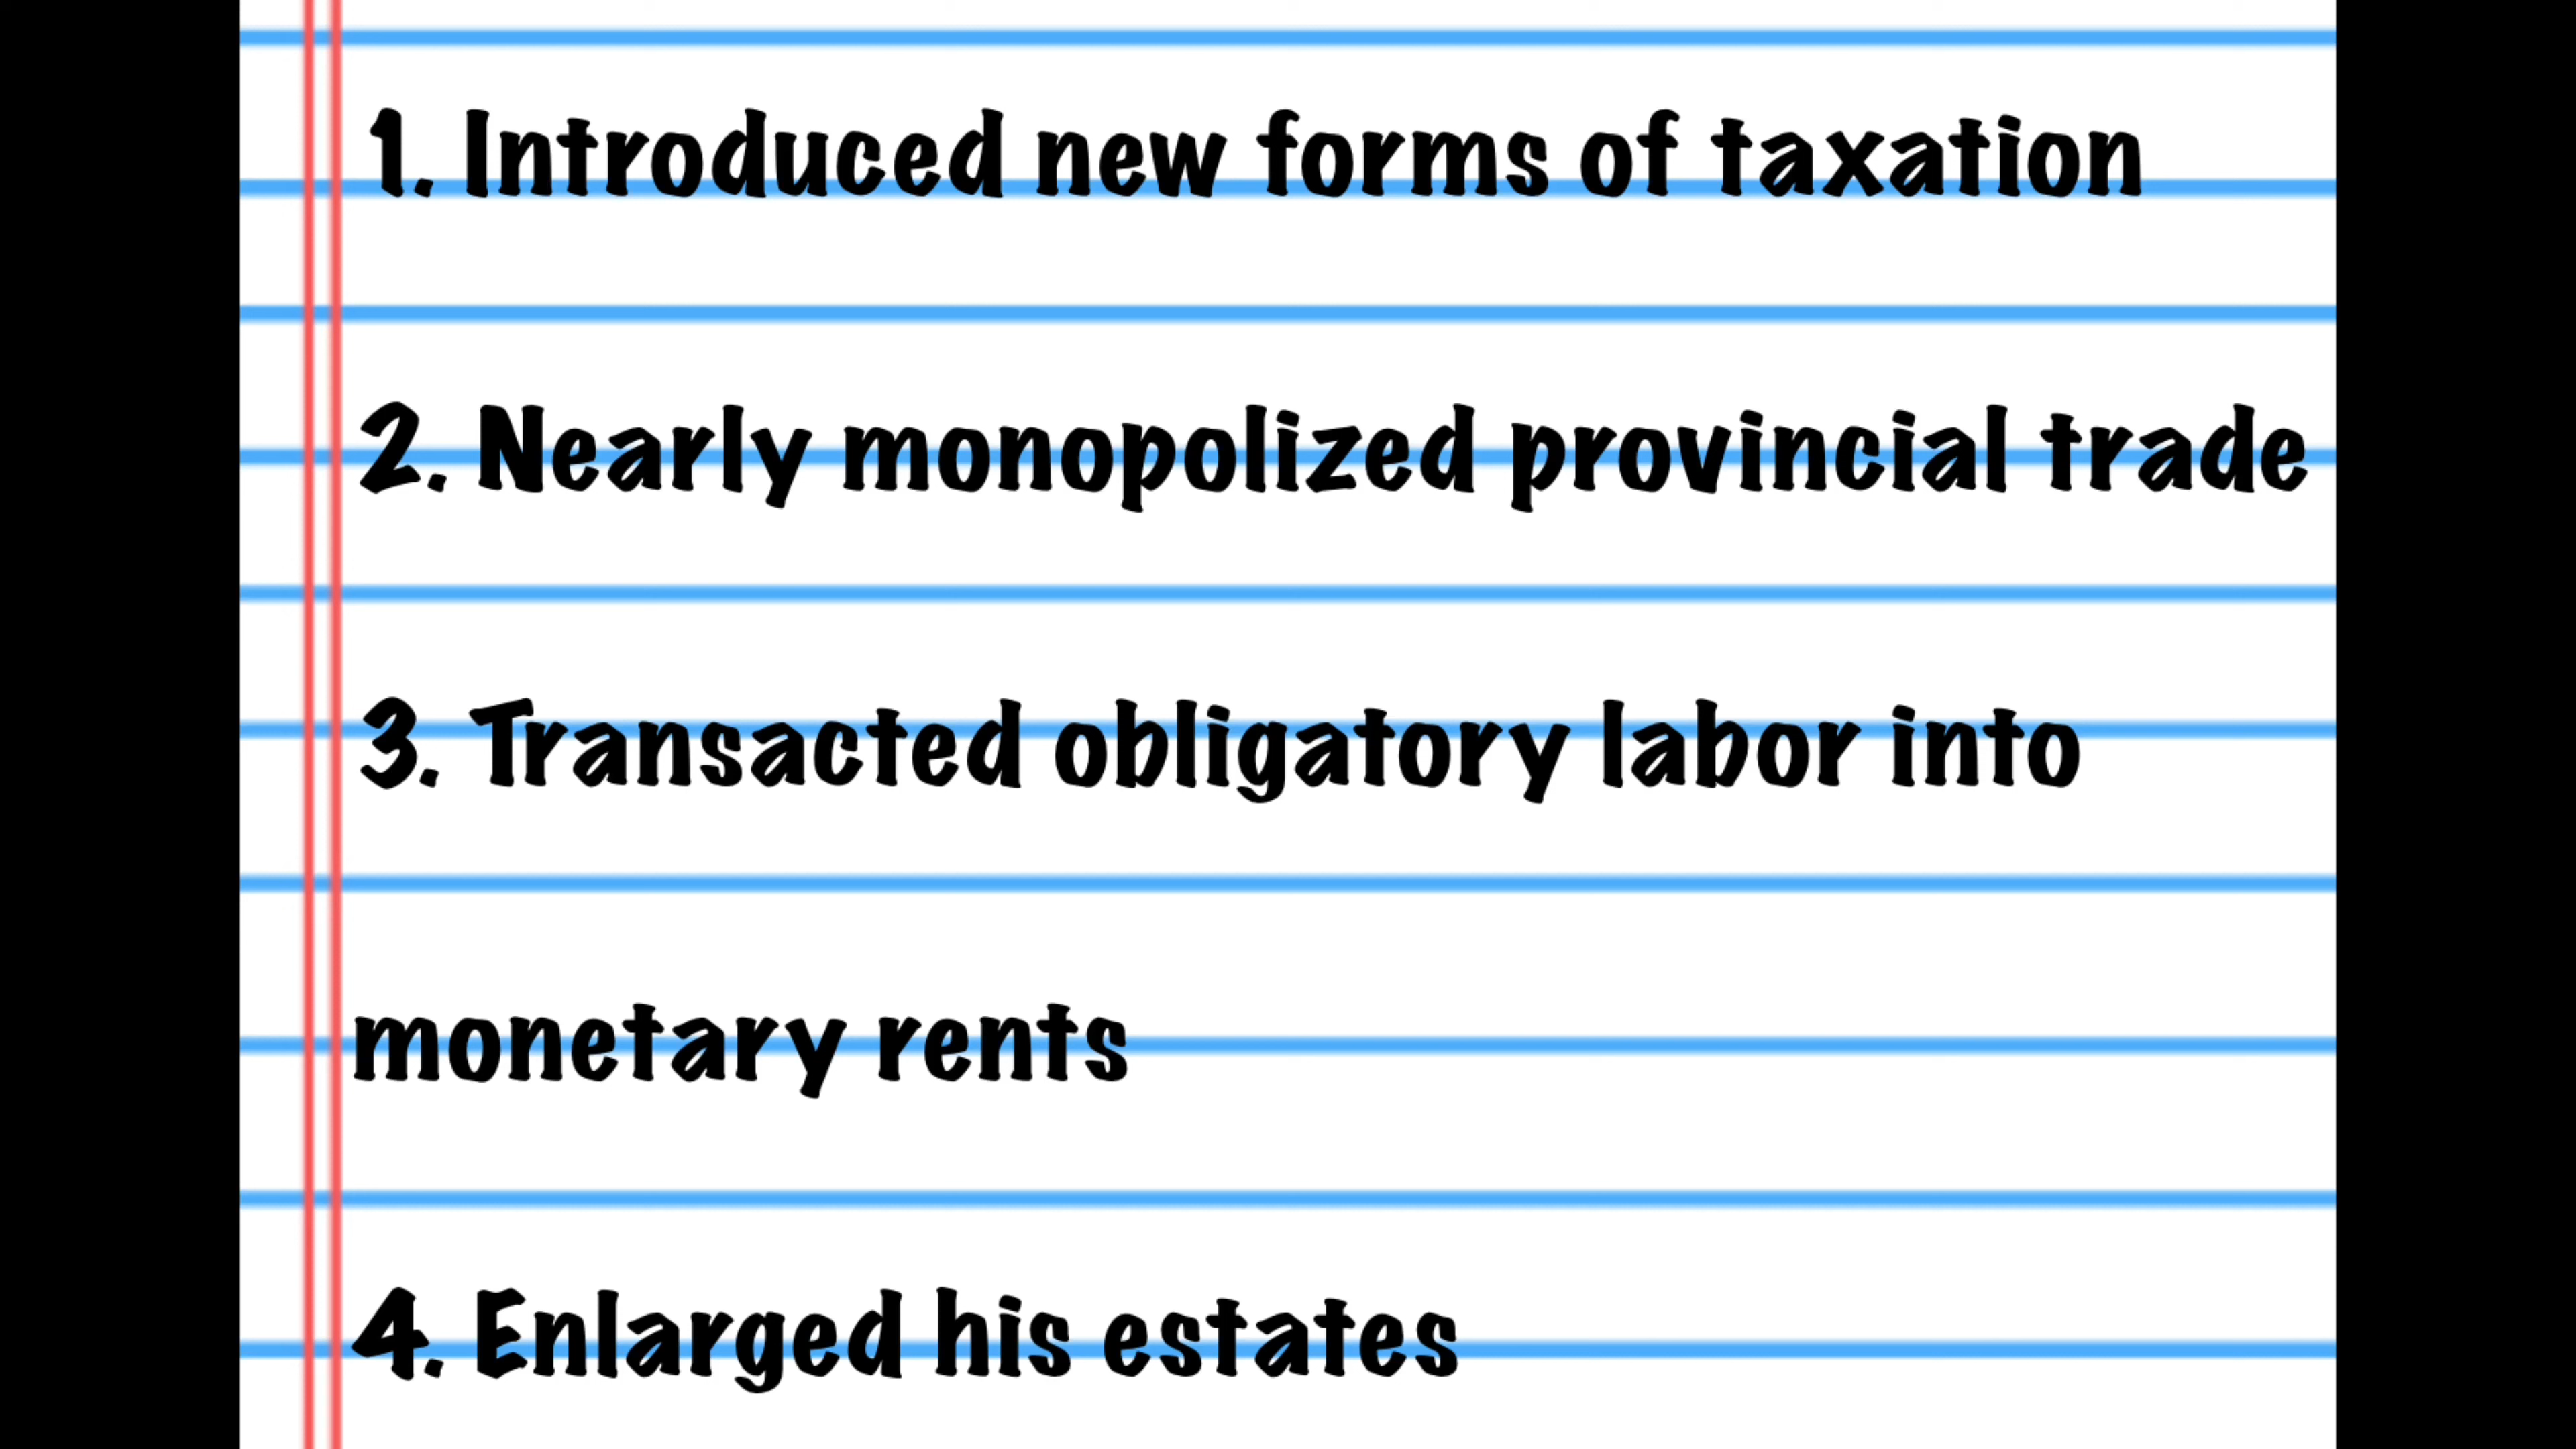 1. Introduced new forms of taxation
2. Nearly monopolized provincial trade
3. Transacted obligatory labor into
monetary rents
4. Enlarged his estates